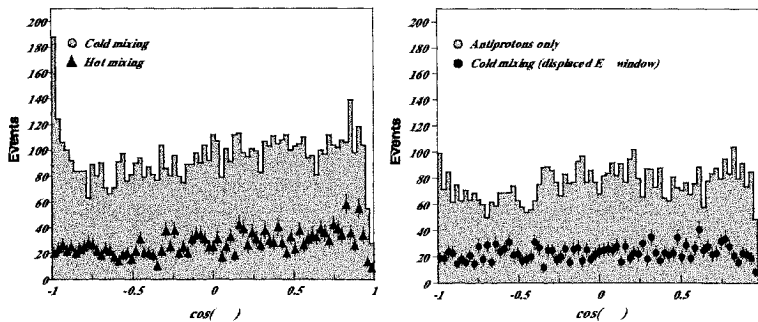 200
180
160
140
120
100
80
60
40
20
0
Events
Cold mixing
Hot mixing
-1 -0.5 0 0.5 1
cos( )
200
180
160
140
120
100
80
60
40
20
0
Events
Antiprotons only
Cold mixing (displaced E window)
-1 -0.5 0 0.5
cos( )